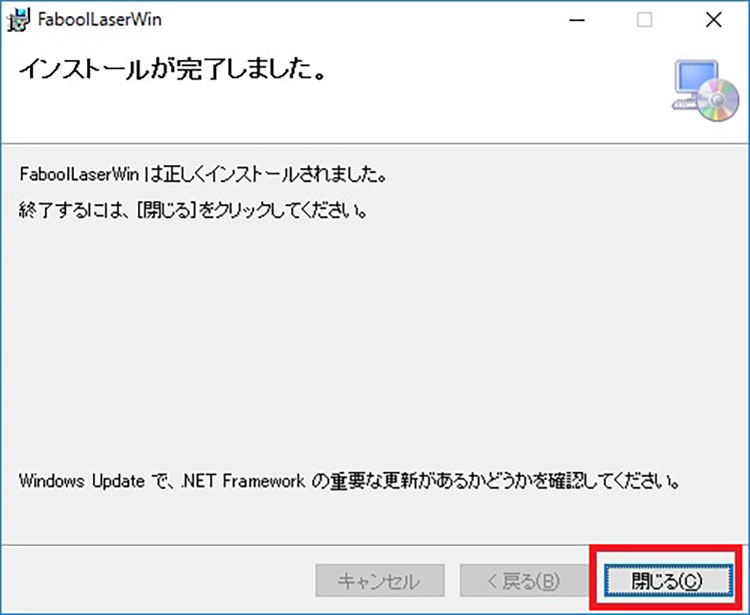 FaboolLaserWin
インストールが完了しました。
FaboolLaserWin は正しくインストールされました。
終了するには、[閉じる]をクリックしてください。
Windows Update で、.NET Framework の重要な更新があるかどうかを確認してください。
キャンセル
< 戻る(B)
閉じる(C)